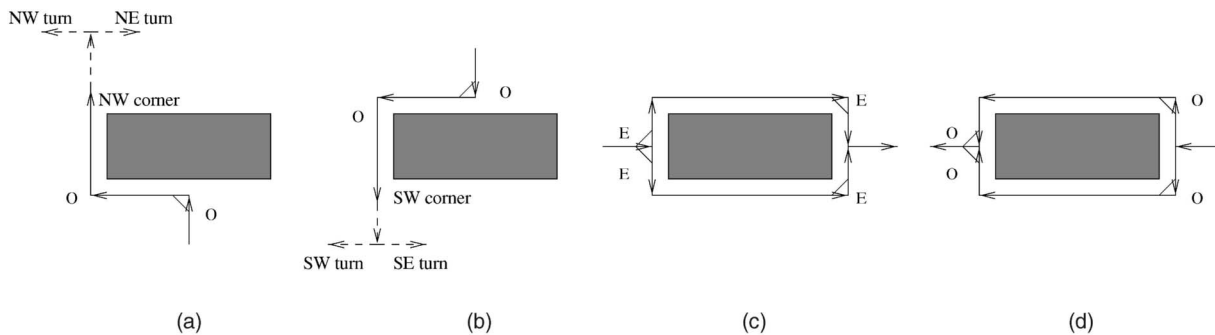 NW turn NE turn
NW corner
O O
(a)
O
O
SW corner
SW turn SE turn
(b)
E
E
E
E
(c)
O
O
O
O
(d)